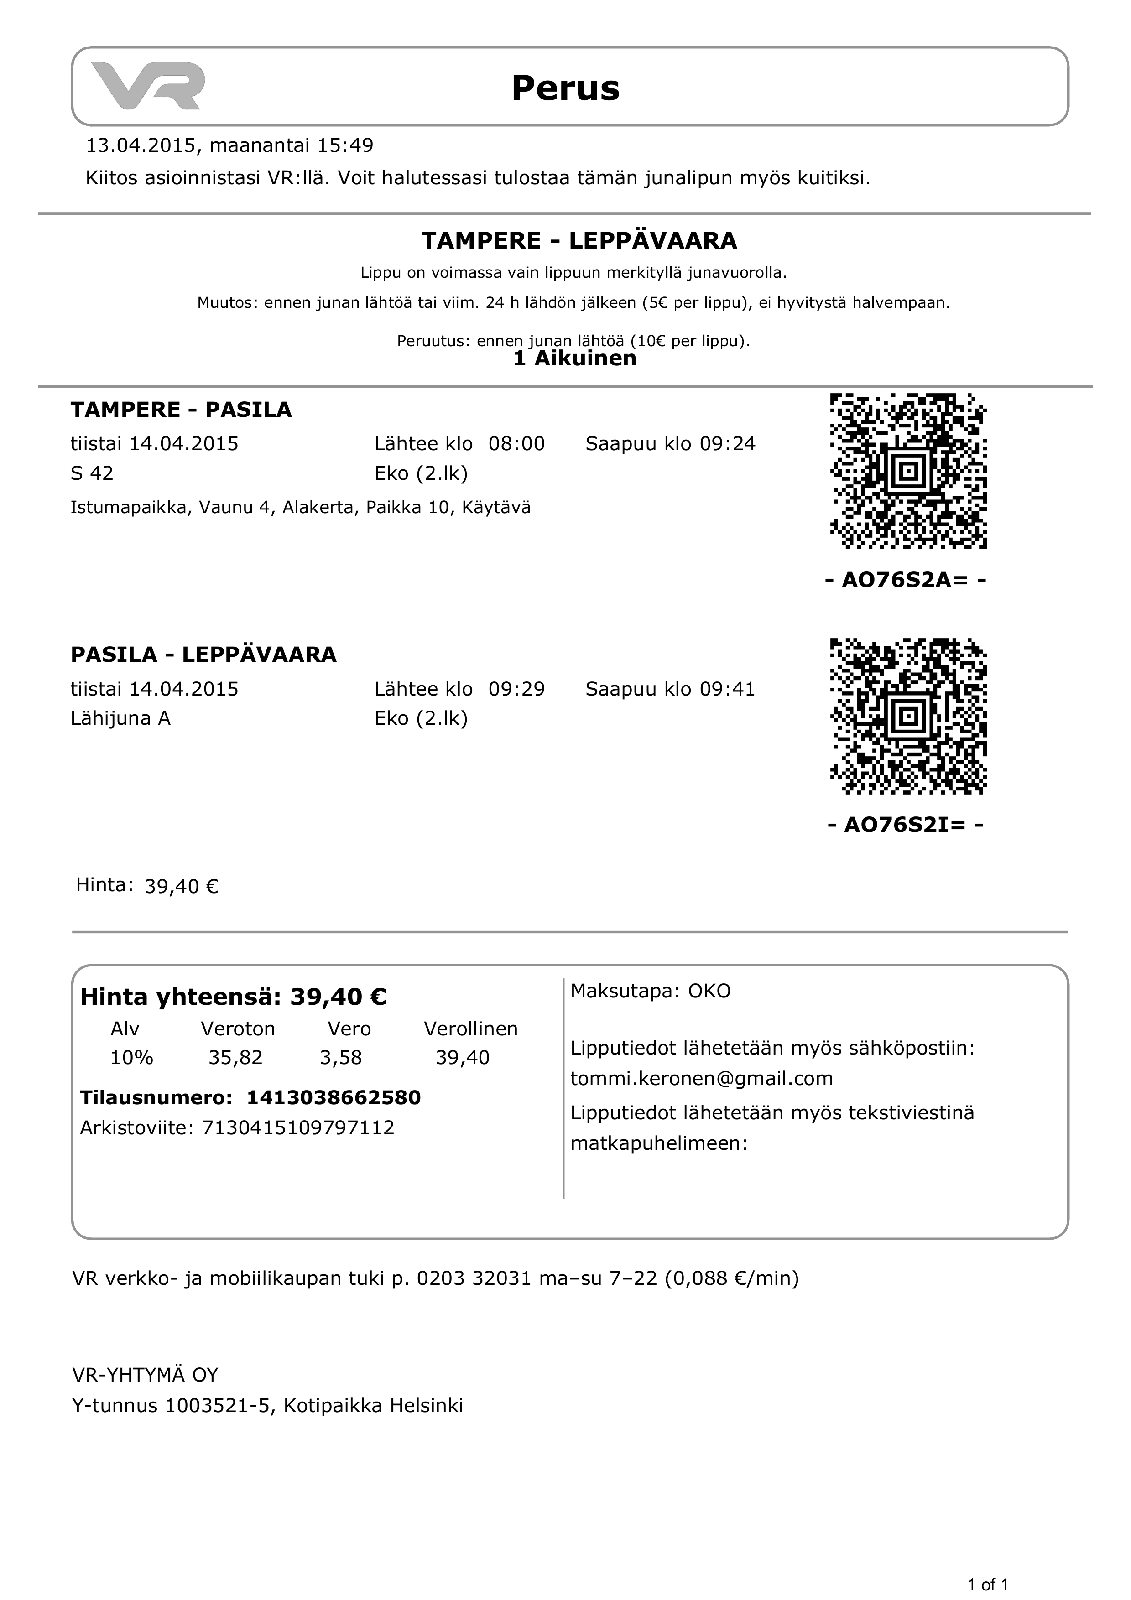 VR
Perus
13.04.2015, maanantai 15:49
Kiitos asioinnistasi VR:llä. Voit halutessasi tulostaa tämän junalipun myös kuitiksi.
TAMPERE - LEPPÄVAARA
Lippu on voimassa vain lippuun merkityllä junavuorolla.
Muutos: ennen junan lähtöä tai viim. 24 h lähdön jälkeen (5€ per lippu), ei hyvitystä halvempaan.
Peruutus: ennen junan lähtöä (10€ per lippu).
1 Aikuinen
TAMPERE - PASILA
tiistai 14.04.2015 Lähtee klo 08:00 Saapuu klo 09:24
S 42 Eko (2.lk)
Istumapaikka, Vaunu 4, Alakerta, Paikka 10, Käytävä
- AO76S2A= -
PASILA - LEPPÄVAARA
tiistai 14.04.2015 Lähtee klo 09:29 Saapuu klo 09:41
Lähijuna A Eko (2.lk)
- AO76S2I= -
Hinta: 39,40 €
Hinta yhteensä: 39,40 €
Alv Veroton Vero Verollinen
10% 35,82 3,58 39,40
Tilausnumero: 1413038662580
Arkistoviite: 7130415109797112
Maksutapa: OKO
Lipputiedot lähetetään myös sähköpostiin:
tommi.keronen@gmail.com
Lipputiedot lähetetään myös tekstiviestinä
matkapuhelimeen:
VR verkko- ja mobiilikaupan tuki p. 0203 32031 ma–su 7–22 (0,088 €/min)
VR-YHTYMÄ OY
Y-tunnus 1003521-5, Kotipaikka Helsinki
1 of 1